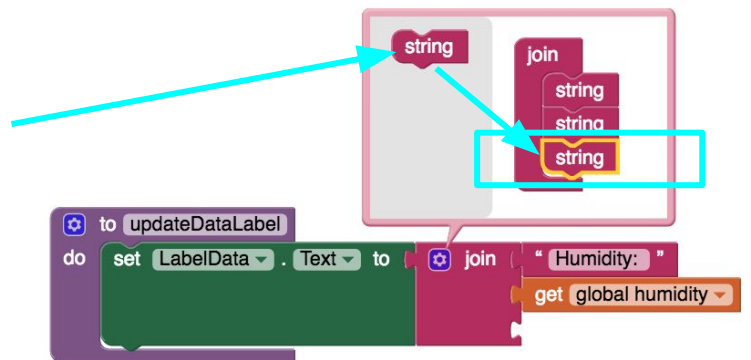 string
join
string
string
string
to updateDataLabel
do set LabelData . Text to join “ Humidity: ”
get global humidity